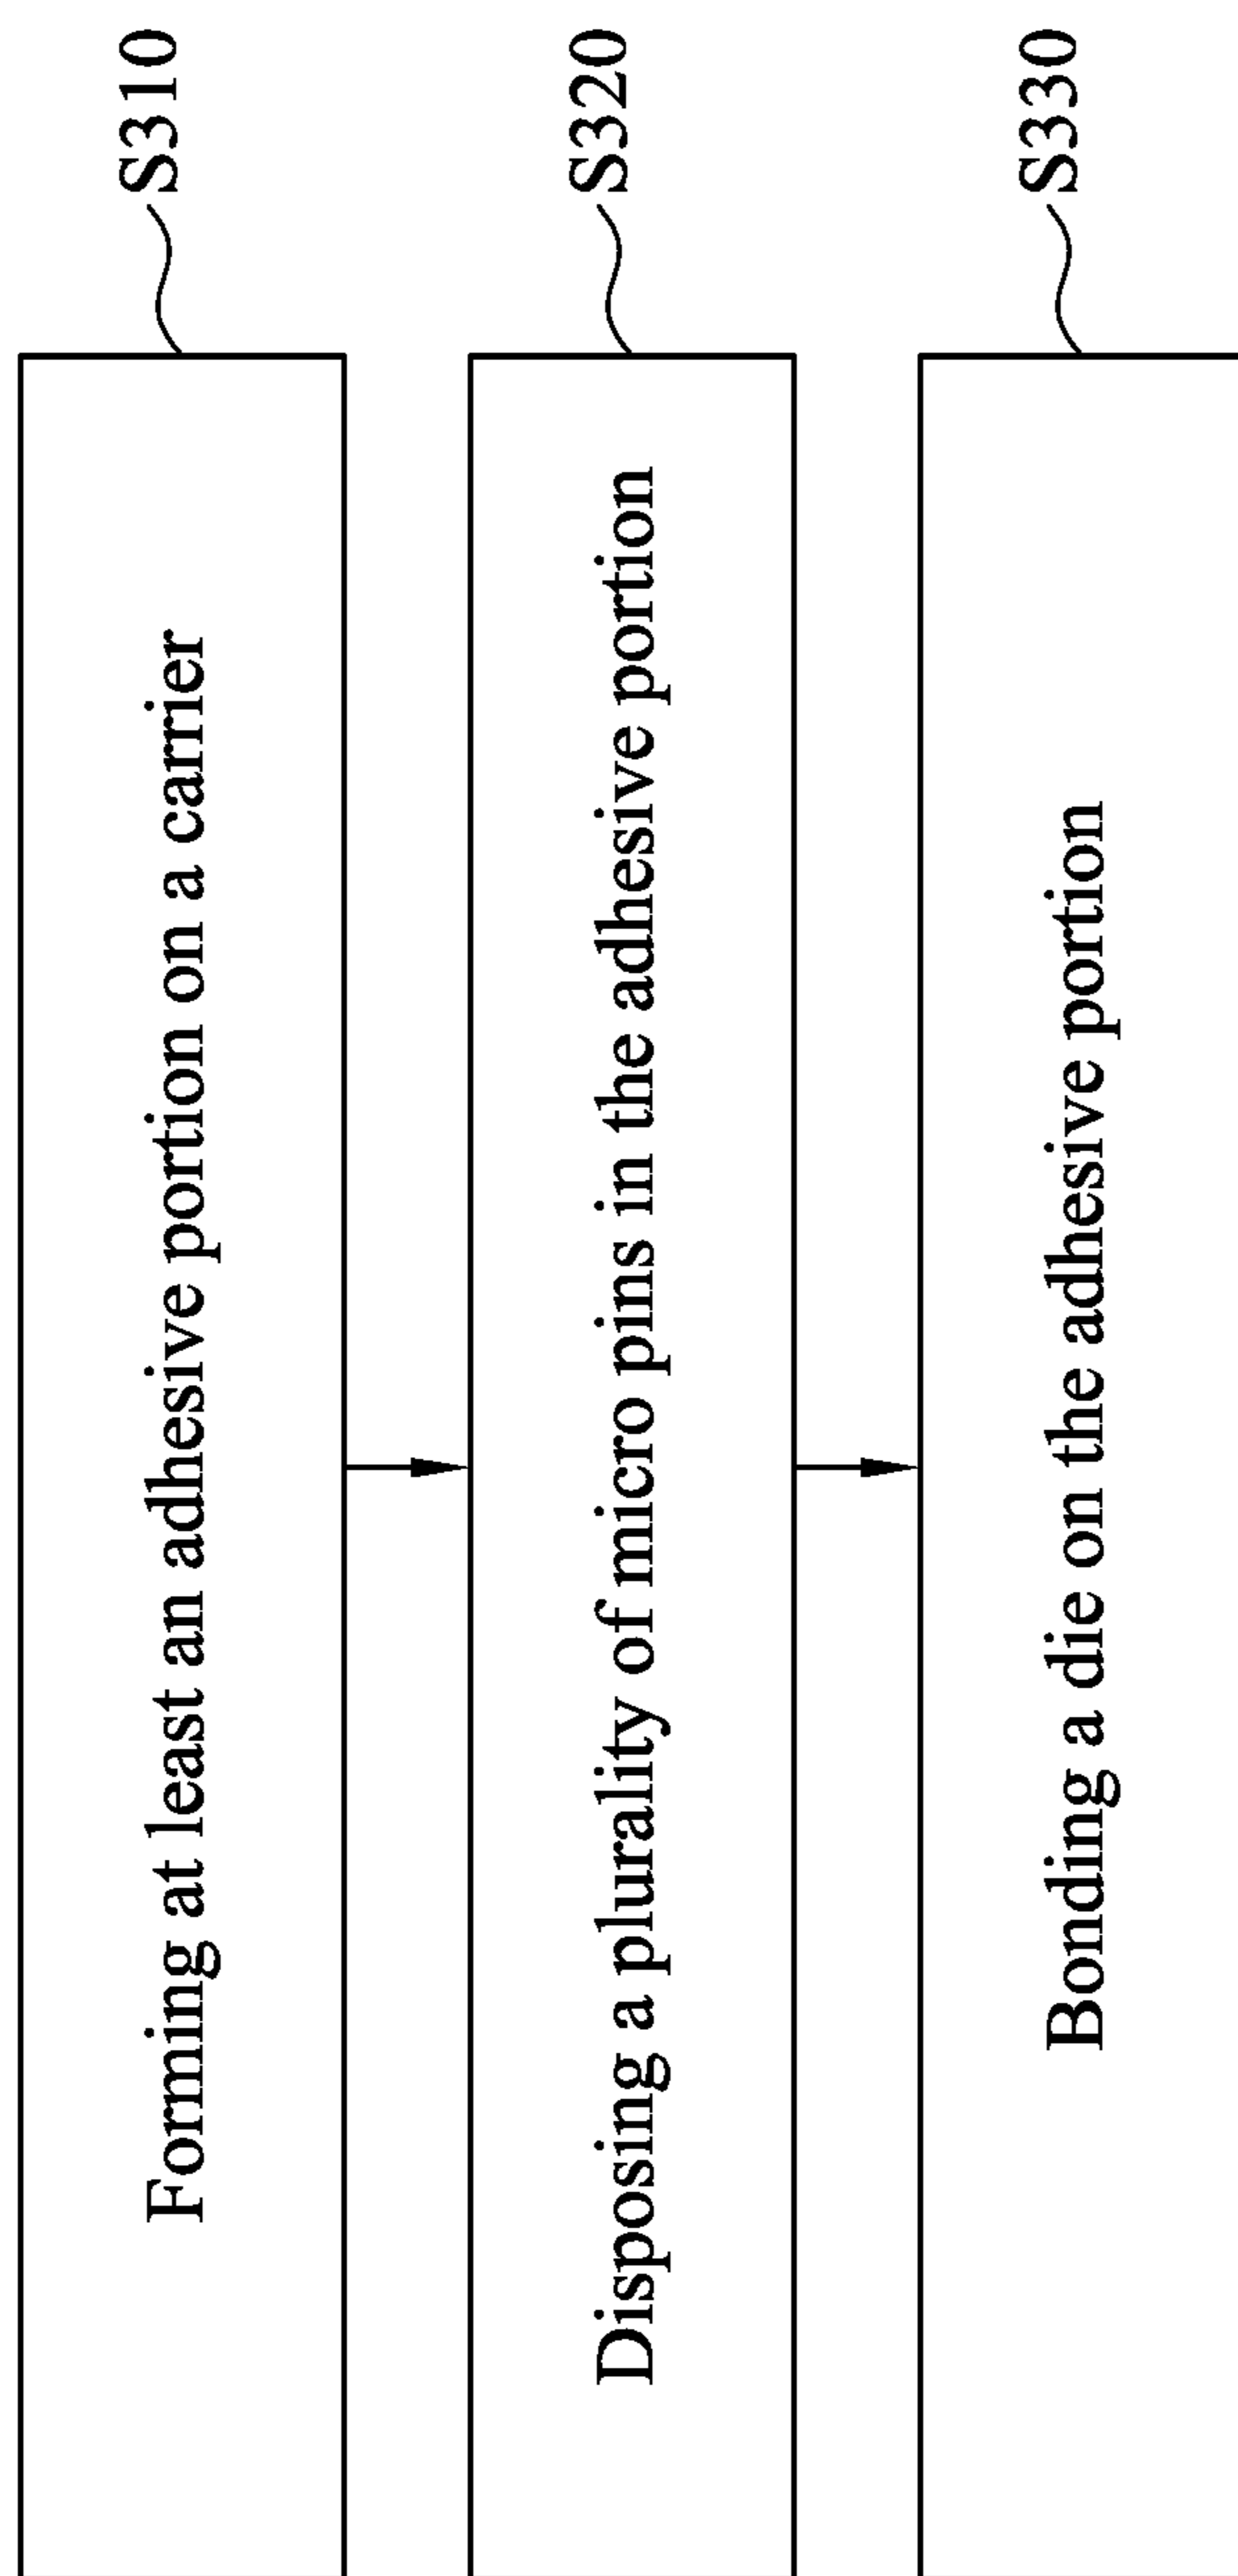 Forming at least an adhesive portion on a carrier
S310
Disposing a plurality of micro pins in the adhesive portion
S320
Bonding a die on the adhesive portion
S330